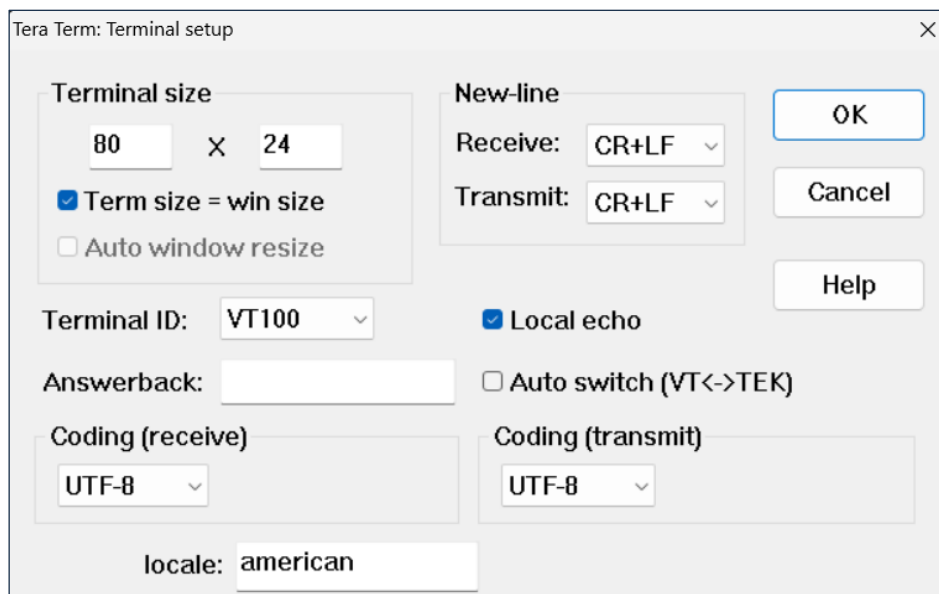 Tera Term: Terminal setup
Terminal size
80 X 24
Term size = win size
Auto window resize
New-line
Receive: CR+LF
Transmit: CR+LF
OK
Cancel
Help
Terminal ID: VT100
Local echo
Answerback:
Auto switch (VT<->TEK)
Coding (receive)
UTF-8
Coding (transmit)
UTF-8
locale: american